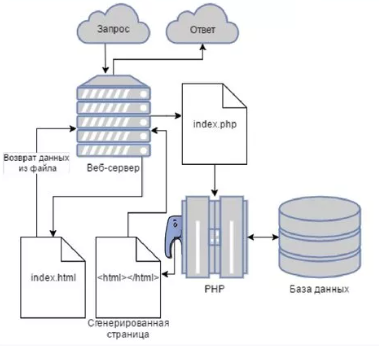 Запрос
Ответ
index.php
Возврат данных
из файла
Веб-сервер
index.html
<html></html>
PHP
База данных
Сгенерированная
страница